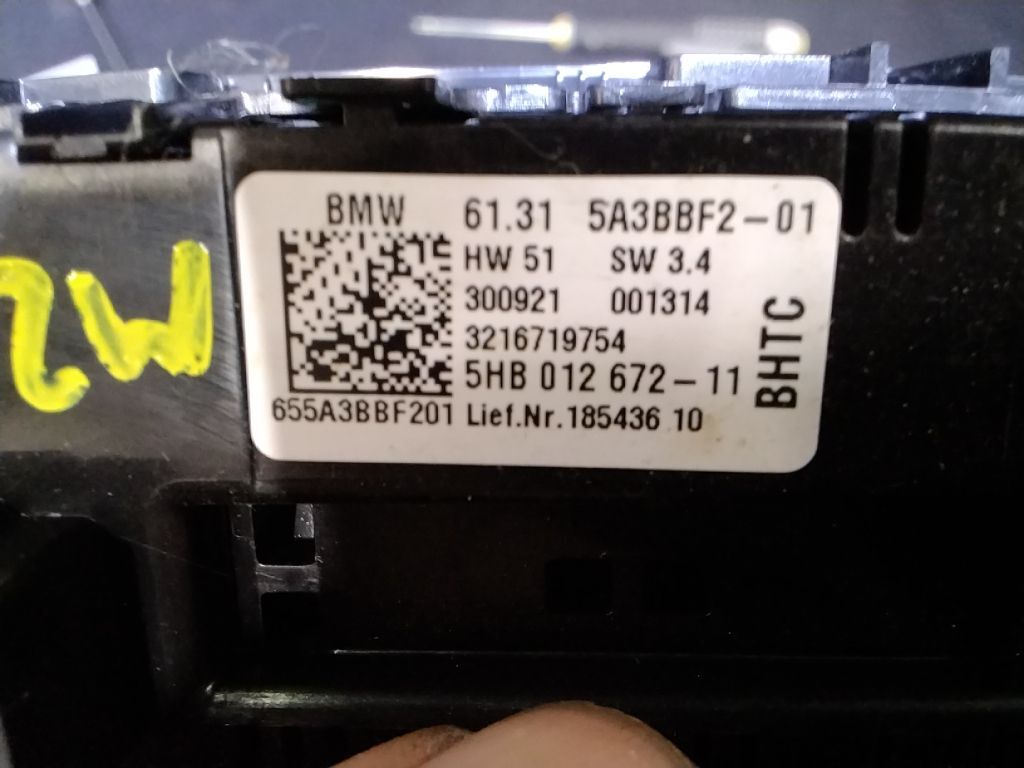 BMW 61.31 5A3BBF2-01
HW 51 SW 3.4
300921 001314
3216719754
5HB 012 672-11
655A3BBF201 Lief.Nr.185436 10
BHTC